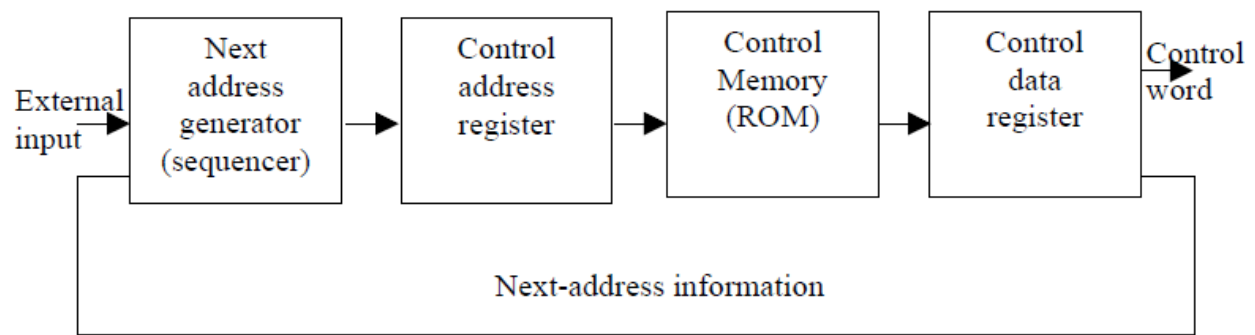 External
input
Next
address
generator
(sequencer)
Control
address
register
Control
Memory
(ROM)
Control
data
register
Control
word
Next-address information